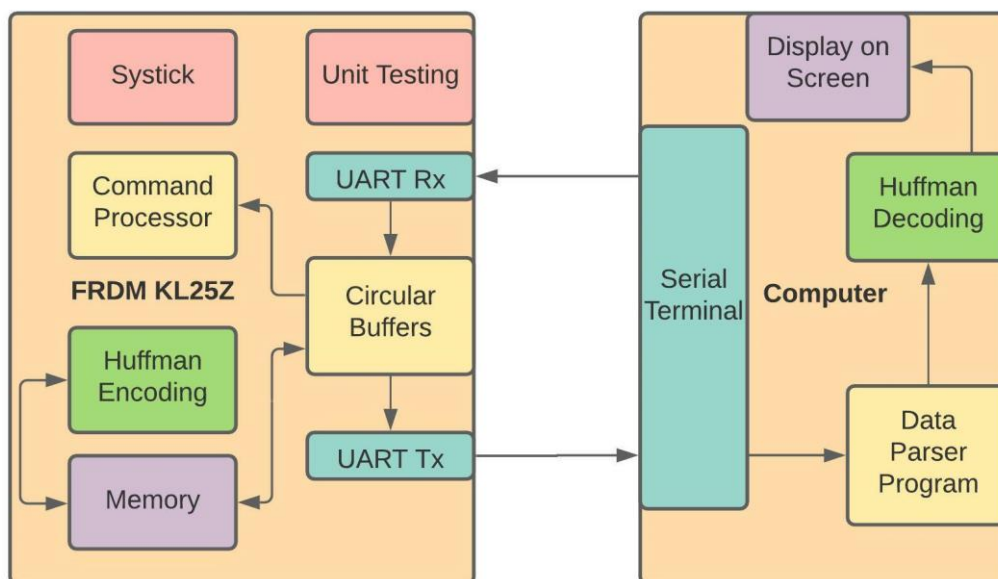 Systick
Unit Testing
UART Rx
Command
Processor
FRDM KL25Z
Circular
Buffers
Huffman
Encoding
UART Tx
Memory
Display on
Screen
Huffman
Decoding
Serial
Terminal
Computer
Data
Parser
Program